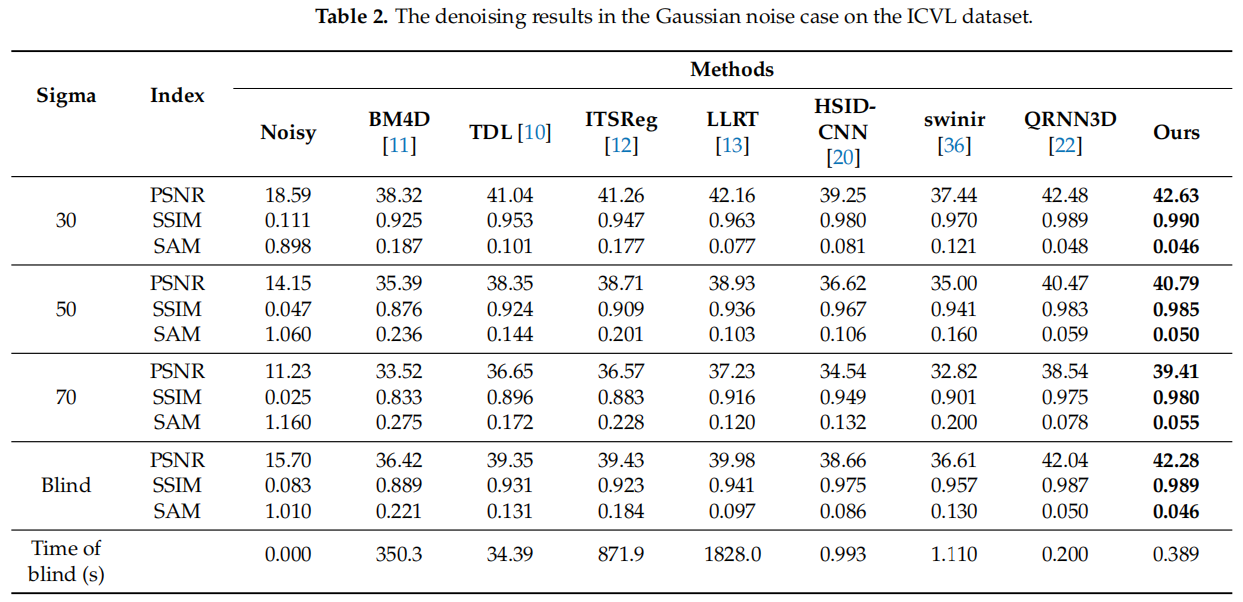 Table 2. The denoising results in the Gaussian noise case on the ICVL dataset.
Methods
Sigma Index Noisy BM4D [11] TDL [10] ITSReg [12] LLRT [13] HSID-CNN [20] swinir [36] QRNN3D [22] Ours
PSNR 18.59 38.32 41.04 41.26 42.16 39.25 37.44 42.48 42.63
30 SSIM 0.111 0.925 0.953 0.947 0.963 0.980 0.970 0.989 0.990
SAM 0.898 0.187 0.101 0.177 0.077 0.081 0.121 0.048 0.046
PSNR 14.15 35.39 38.35 38.71 38.93 36.62 35.00 40.47 40.79
50 SSIM 0.047 0.876 0.924 0.909 0.936 0.967 0.941 0.983 0.985
SAM 1.060 0.236 0.144 0.201 0.103 0.106 0.160 0.059 0.050
PSNR 11.23 33.52 36.65 36.57 37.23 34.54 32.82 38.54 39.41
70 SSIM 0.025 0.833 0.896 0.883 0.916 0.949 0.901 0.975 0.980
SAM 1.160 0.275 0.172 0.228 0.120 0.132 0.200 0.078 0.055
PSNR 15.70 36.42 39.35 39.43 39.98 38.66 36.61 42.04 42.28
Blind SSIM 0.083 0.889 0.931 0.923 0.941 0.975 0.957 0.987 0.989
SAM 1.010 0.221 0.131 0.184 0.097 0.086 0.130 0.050 0.046
Time of blind (s) 0.000 350.3 34.39 871.9 1828.0 0.993 1.110 0.200 0.389